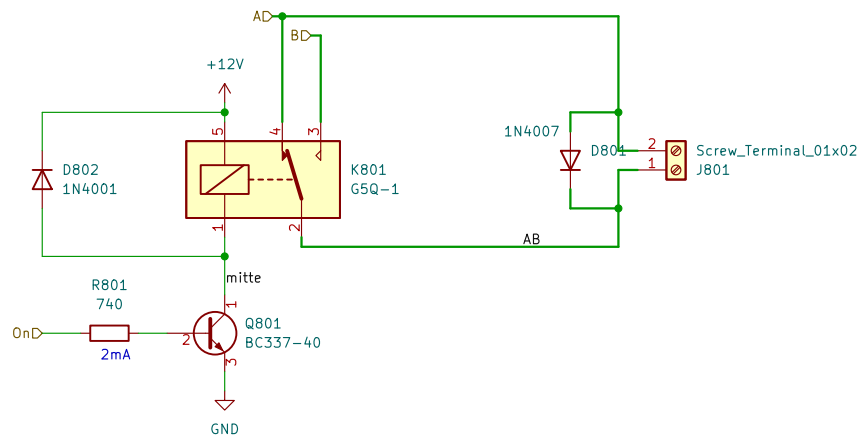 A
B
+12V
5
4
3
1N4007
D801
2
1
Screw_Terminal_01x02
J801
D802
1N4001
K801
G5Q-1
1
2
AB
mitte
R801
740
1
On
2
Q801
BC337-40
2mA
3
GND